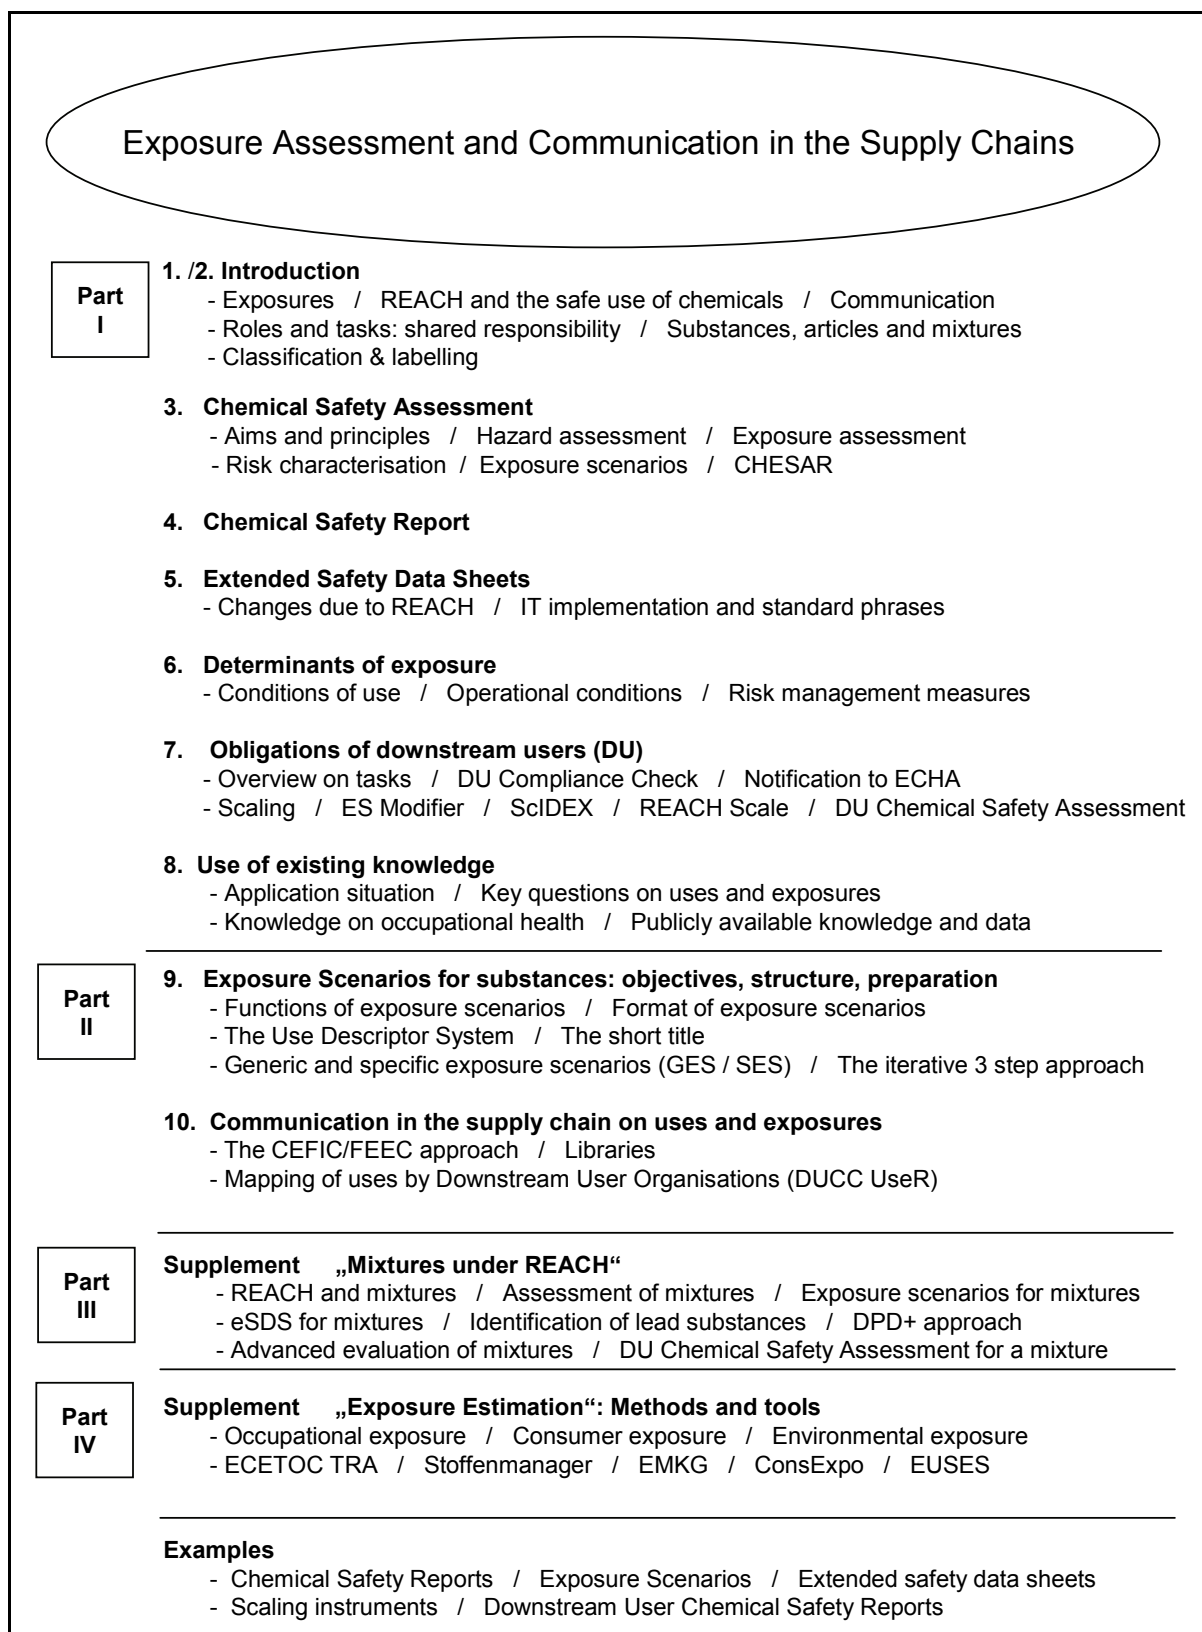 Exposure Assessment and Communication in the Supply Chains
Part
I
1. /2. Introduction
- Exposures / REACH and the safe use of chemicals / Communication
- Roles and tasks: shared responsibility / Substances, articles and mixtures
- Classification & labelling
3. Chemical Safety Assessment
- Aims and principles / Hazard assessment / Exposure assessment
- Risk characterisation / Exposure scenarios / CHESAR
4. Chemical Safety Report
5. Extended Safety Data Sheets
- Changes due to REACH / IT implementation and standard phrases
6. Determinants of exposure
- Conditions of use / Operational conditions / Risk management measures
7. Obligations of downstream users (DU)
- Overview on tasks / DU Compliance Check / Notification to ECHA
- Scaling / ES Modifier / ScIDEX / REACH Scale / DU Chemical Safety Assessment
8. Use of existing knowledge
- Application situation / Key questions on uses and exposures
- Knowledge on occupational health / Publicly available knowledge and data
Part
II
9. Exposure Scenarios for substances: objectives, structure, preparation
- Functions of exposure scenarios / Format of exposure scenarios
- The Use Descriptor System / The short title
- Generic and specific exposure scenarios (GES / SES) / The iterative 3 step approach
10. Communication in the supply chain on uses and exposures
- The CEFIC/FEEC approach / Libraries
- Mapping of uses by Downstream User Organisations (DUCC UseR)
Part
III
Supplement „Mixtures under REACH“
- REACH and mixtures / Assessment of mixtures / Exposure scenarios for mixtures
- eSDS for mixtures / Identification of lead substances / DPD+ approach
- Advanced evaluation of mixtures / DU Chemical Safety Assessment for a mixture
Part
IV
Supplement „Exposure Estimation“: Methods and tools
- Occupational exposure / Consumer exposure / Environmental exposure
- ECETOC TRA / Stoffenmanager / EMKG / ConsExpo / EUSES
Examples
- Chemical Safety Reports / Exposure Scenarios / Extended safety data sheets
- Scaling instruments / Downstream User Chemical Safety Reports